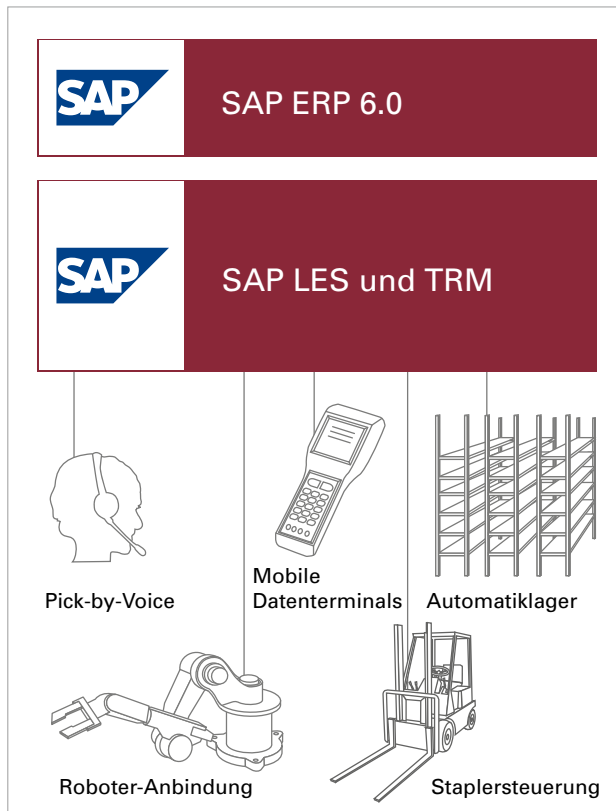 SAP
SAP ERP 6.0
SAP
SAP LES und TRM
Pick-by-Voice
Mobile
Datenterminals
Automatiklager
Roboter-Anbindung
Staplersteuerung